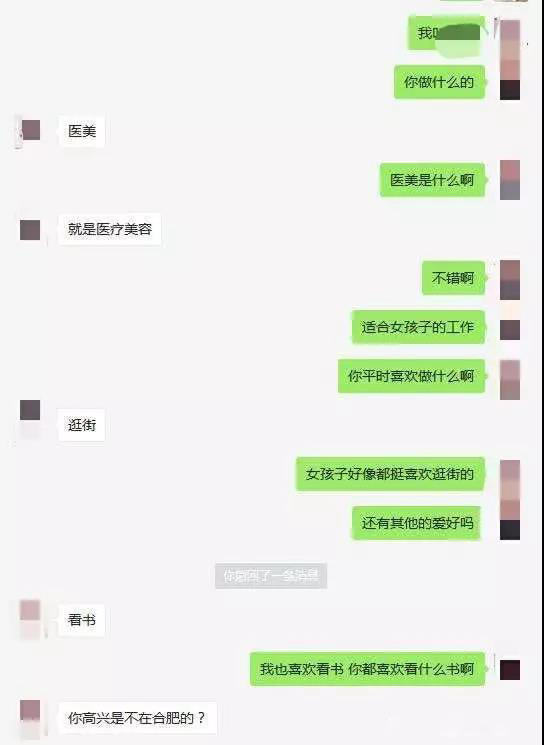 我
你做什么的
医美
医美是什么啊
就是医疗美容
不错啊
适合女孩子的工作
你平时喜欢做什么啊
逛街
女孩子好像都挺喜欢逛街的
还有其他的爱好吗
你撤回了一条消息
看书
我也喜欢看书 你都喜欢看什么书啊
你高兴是不在合肥的？